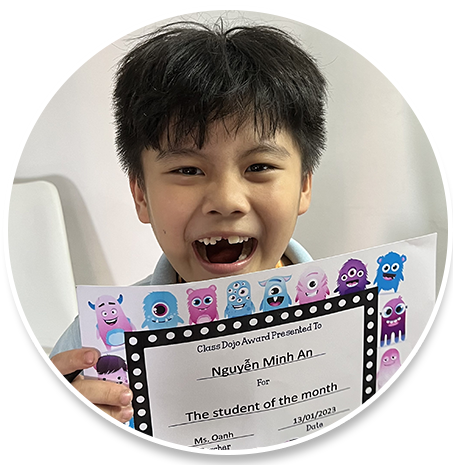 Class Dojo Award Presented To
Nguyễn Minh An
For
The student of the month
Ms. Oanh 13/01/2023
Date